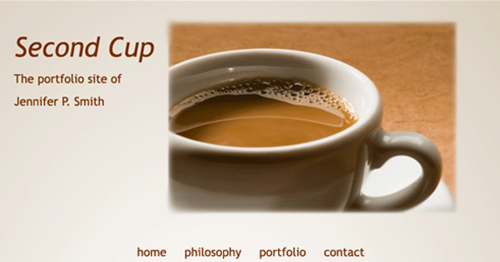 Second Cup
The portfolio site of
Jennifer P. Smith
home philosophy portfolio contact